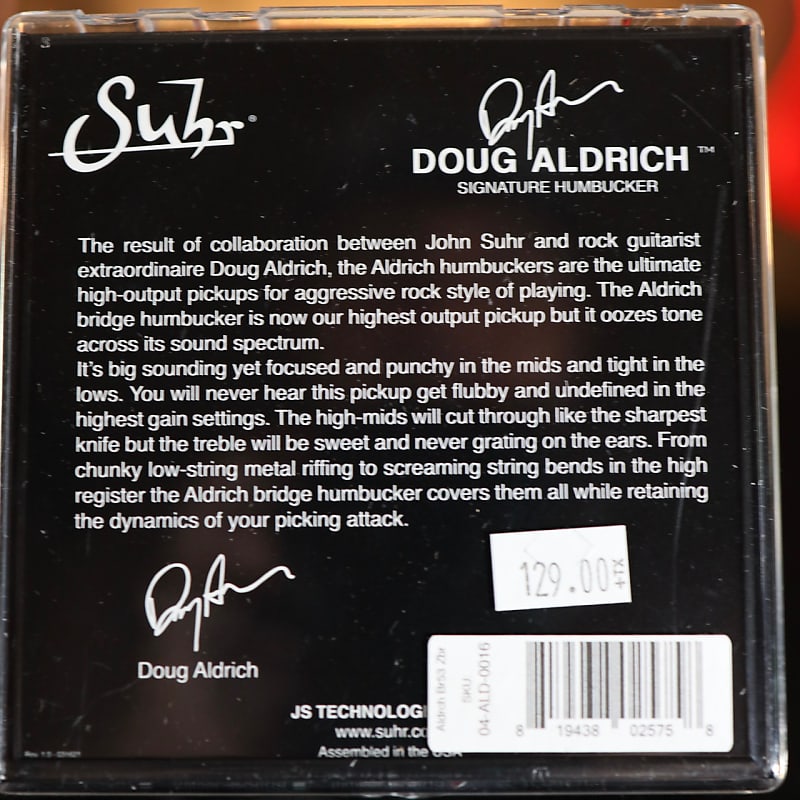 Suhr®
DOUG ALDRICH™
SIGNATURE HUMBUCKER
The result of collaboration between John Suhr and rock guitarist
extraordinaire Doug Aldrich, the Aldrich humbuckers are the ultimate
high-output pickups for aggressive rock style of playing. The Aldrich
bridge humbucker is now our highest output pickup but it oozes tone
across its sound spectrum.
It's big sounding yet focused and punchy in the mids and tight in the
lows. You will never hear this pickup get flubby and undefined in the
highest gain settings. The high-mids will cut through like the sharpest
knife but the treble will be sweet and never grating on the ears. From
chunky low-string metal riffing to screaming string bends in the high
register the Aldrich bridge humbucker covers them all while retaining
the dynamics of your picking attack.
129.00+TX
Doug Aldrich
JS TECHNOLOGI
www.suhr.co
Assembled in the USA
Aldrch Br53 Zbr
SKU
04-ALD-0016
8 19438 02575 8